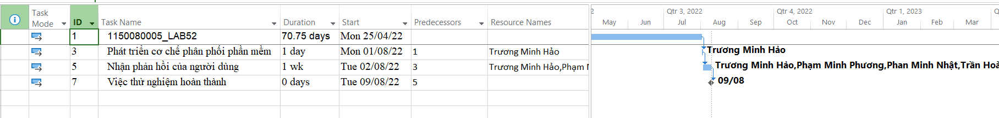 Task Mode ID Task Name Duration Start Predecessors Resource Names
1 1150080005_LAB52 70.75 days Mon 25/04/22
3 Phát triển cơ chế phân phối phần mềm 1 day Mon 01/08/22 1 Trương Minh Hảo
5 Nhận phản hồi của người dùng 1 wk Tue 02/08/22 3 Trương Minh Hảo,Phạm
7 Việc thử nghiệm hoàn thành 0 days Tue 09/08/22 5
2 Qtr 3, 2022 Qtr 4, 2022 Qtr 1, 2023
May Jun Jul Aug Sep Oct Nov Dec Jan Feb Mar
Trương Minh Hảo
Trương Minh Hảo,Phạm Minh Phương,Phan Minh Nhật,Trần Hoà
09/08